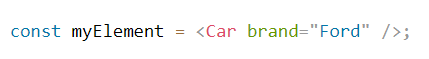 const myElement = <Car brand="Ford" />;